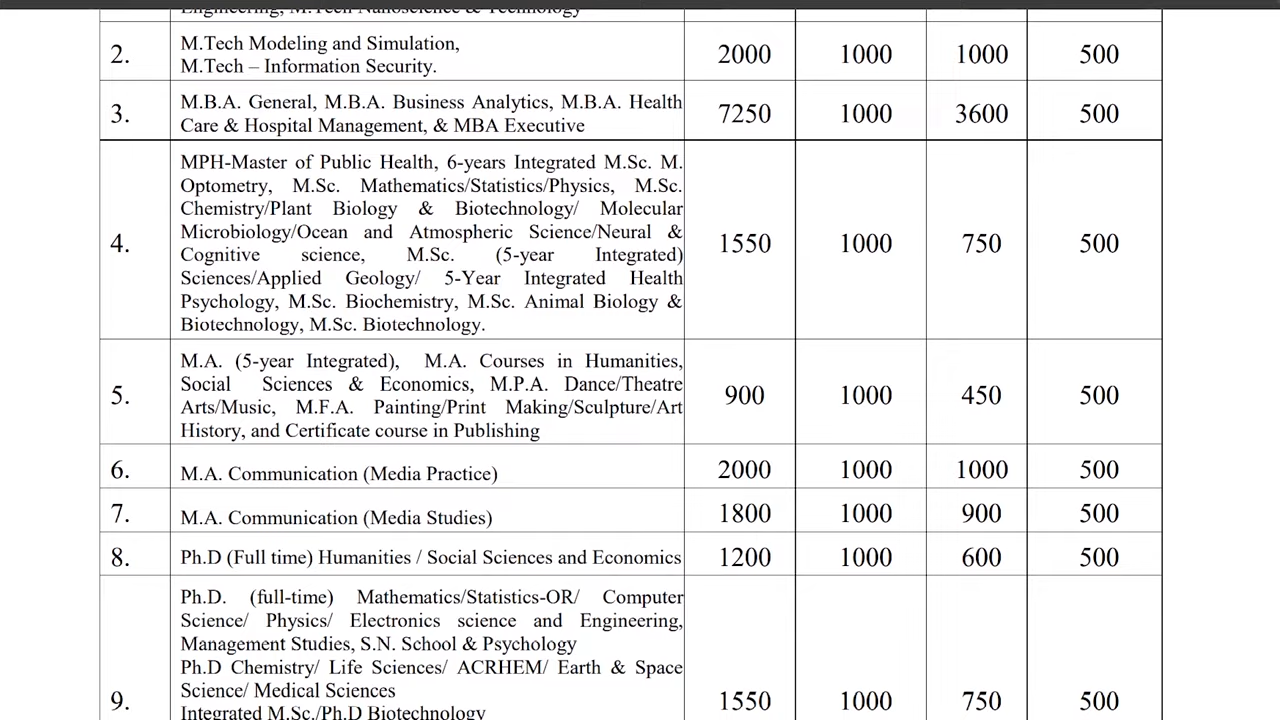 Engineering, M.Tech Nanoscience & Technology
2. M.Tech Modeling and Simulation, 2000 1000 1000 500
M.Tech – Information Security.
3. M.B.A. General, M.B.A. Business Analytics, M.B.A. Health 7250 1000 3600 500
Care & Hospital Management, & MBA Executive
4. MPH-Master of Public Health, 6-years Integrated M.Sc. M. 1550 1000 750 500
Optometry, M.Sc. Mathematics/Statistics/Physics, M.Sc.
Chemistry/Plant Biology & Biotechnology/ Molecular
Microbiology/Ocean and Atmospheric Science/Neural &
Cognitive science, M.Sc. (5-year Integrated)
Sciences/Applied Geology/ 5-Year Integrated Health
Psychology, M.Sc. Biochemistry, M.Sc. Animal Biology &
Biotechnology, M.Sc. Biotechnology.
5. M.A. (5-year Integrated), M.A. Courses in Humanities, 900 1000 450 500
Social Sciences & Economics, M.P.A. Dance/Theatre
Arts/Music, M.F.A. Painting/Print Making/Sculpture/Art
History, and Certificate course in Publishing
6. M.A. Communication (Media Practice) 2000 1000 1000 500
7. M.A. Communication (Media Studies) 1800 1000 900 500
8. Ph.D (Full time) Humanities / Social Sciences and Economics 1200 1000 600 500
9. Ph.D. (full-time) Mathematics/Statistics-OR/ Computer 1550 1000 750 500
Science/ Physics/ Electronics science and Engineering,
Management Studies, S.N. School & Psychology
Ph.D Chemistry/ Life Sciences/ ACRHEM/ Earth & Space
Science/ Medical Sciences
Integrated M.Sc./Ph.D Biotechnology